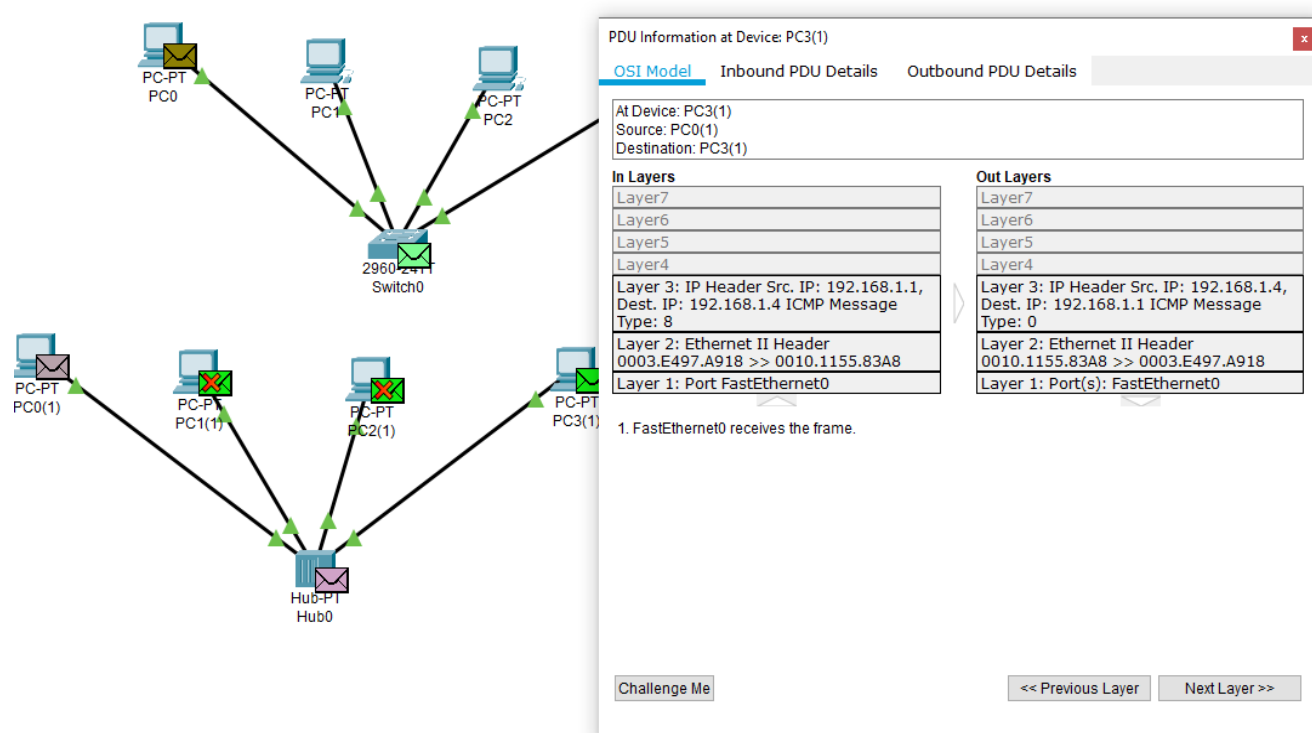 PC-PT
PC0
PC-PT
PC1
PC-PT
PC2
2960-24TT
Switch0
PC-PT
PC0(1)
PC-PT
PC1(1)
PC-PT
PC2(1)
PC-PT
PC3(1)
Hub-PT
Hub0
PDU Information at Device: PC3(1)
x
OSI Model Inbound PDU Details Outbound PDU Details
At Device: PC3(1)
Source: PC0(1)
Destination: PC3(1)
In Layers
Layer7
Layer6
Layer5
Layer4
Layer 3: IP Header Src. IP: 192.168.1.1,
Dest. IP: 192.168.1.4 ICMP Message
Type: 8
Layer 2: Ethernet II Header
0003.E497.A918 >> 0010.1155.83A8
Layer 1: Port FastEthernet0
Out Layers
Layer7
Layer6
Layer5
Layer4
Layer 3: IP Header Src. IP: 192.168.1.4,
Dest. IP: 192.168.1.1 ICMP Message
Type: 0
Layer 2: Ethernet II Header
0010.1155.83A8 >> 0003.E497.A918
Layer 1: Port(s): FastEthernet0
1. FastEthernet0 receives the frame.
Challenge Me
<< Previous Layer
Next Layer >>